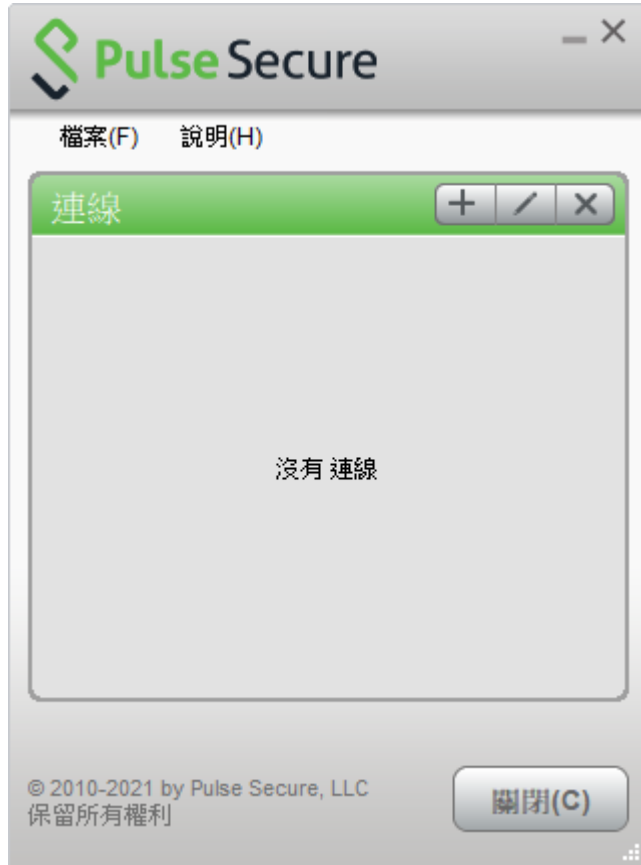 Pulse Secure
檔案(F) 說明(H)
連線
沒有 連線
© 2010-2021 by Pulse Secure, LLC
保留所有權利
關閉(C)